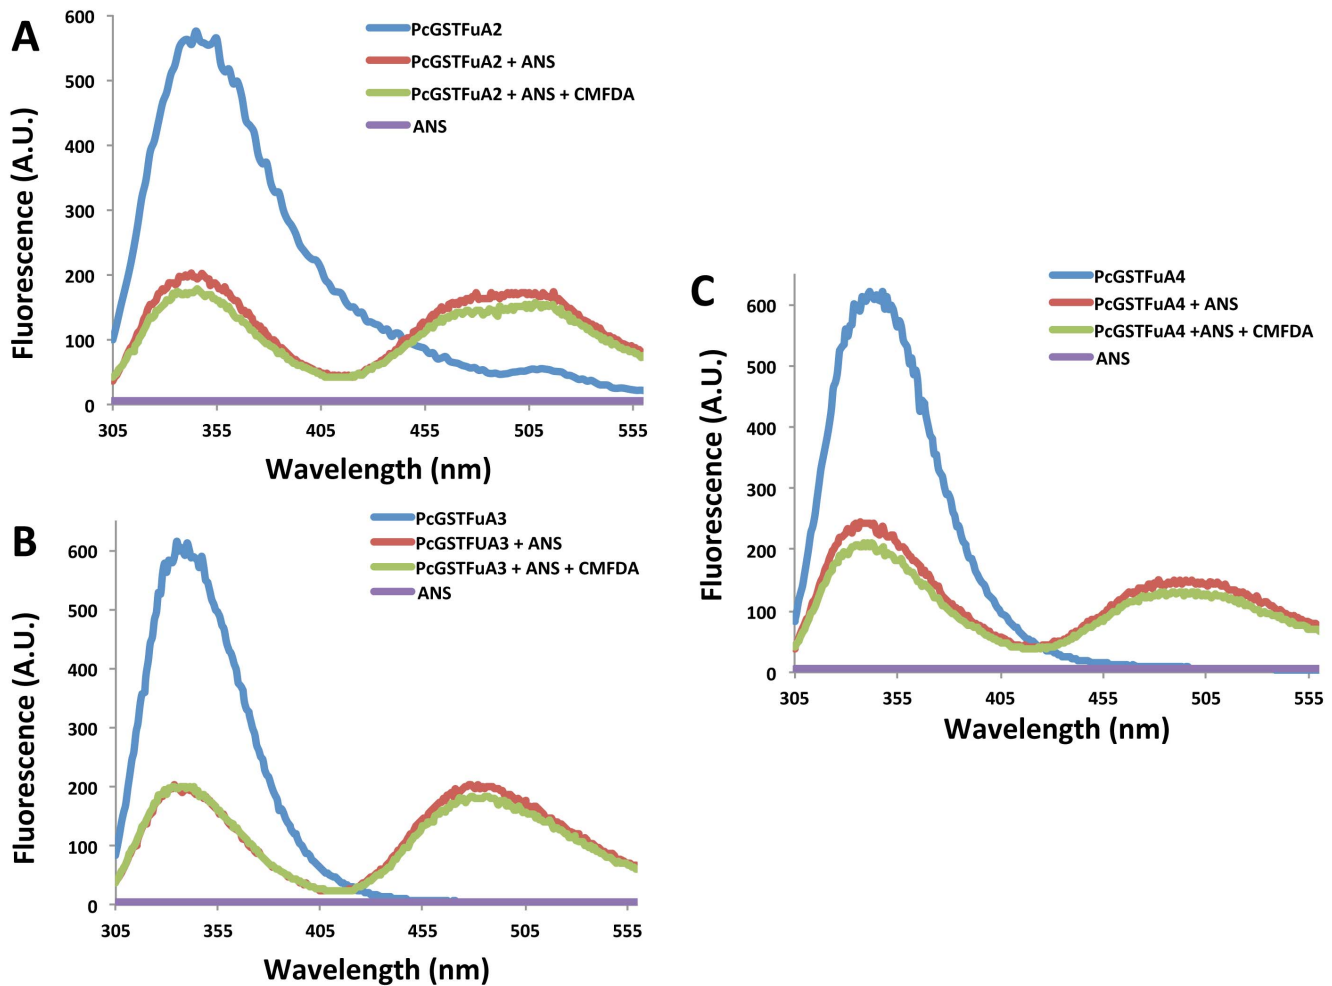 A
PcGSTFuA2
PcGSTFuA2 + ANS
PcGSTFuA2 + ANS + CMFDA
ANS
Fluorescence (A.U.)
600
500
400
300
200
100
0
305 355 405 455 505 555
Wavelength (nm)
B
PcGSTFuA3
PcGSTFUA3 + ANS
PcGSTFuA3 + ANS + CMFDA
ANS
Fluorescence (A.U.)
600
500
400
300
200
100
0
305 355 405 455 505 555
Wavelength (nm)
C
PcGSTFuA4
PcGSTFuA4 + ANS
PcGSTFuA4 +ANS + CMFDA
ANS
Fluorescence (A.U.)
600
500
400
300
200
100
0
305 355 405 455 505 555
Wavelength (nm)